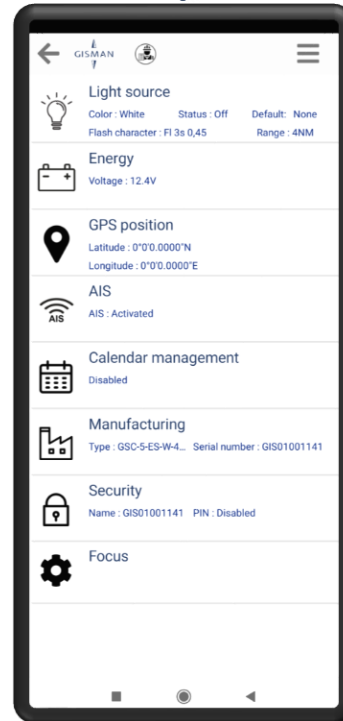 GISMAN
Light source
Color : White Status : Off Default: None
Flash character : Fl 3s 0,45 Range : 4NM
Energy
Voltage : 12.4V
GPS position
Latitude : 0°0'0.0000"N
Longitude : 0°0'0.0000"E
AIS
AIS
AIS : Activated
Calendar management
Disabled
Manufacturing
Type : GSC-5-ES-W-4... Serial number : GIS01001141
Security
Name : GIS01001141 PIN : Disabled
Focus